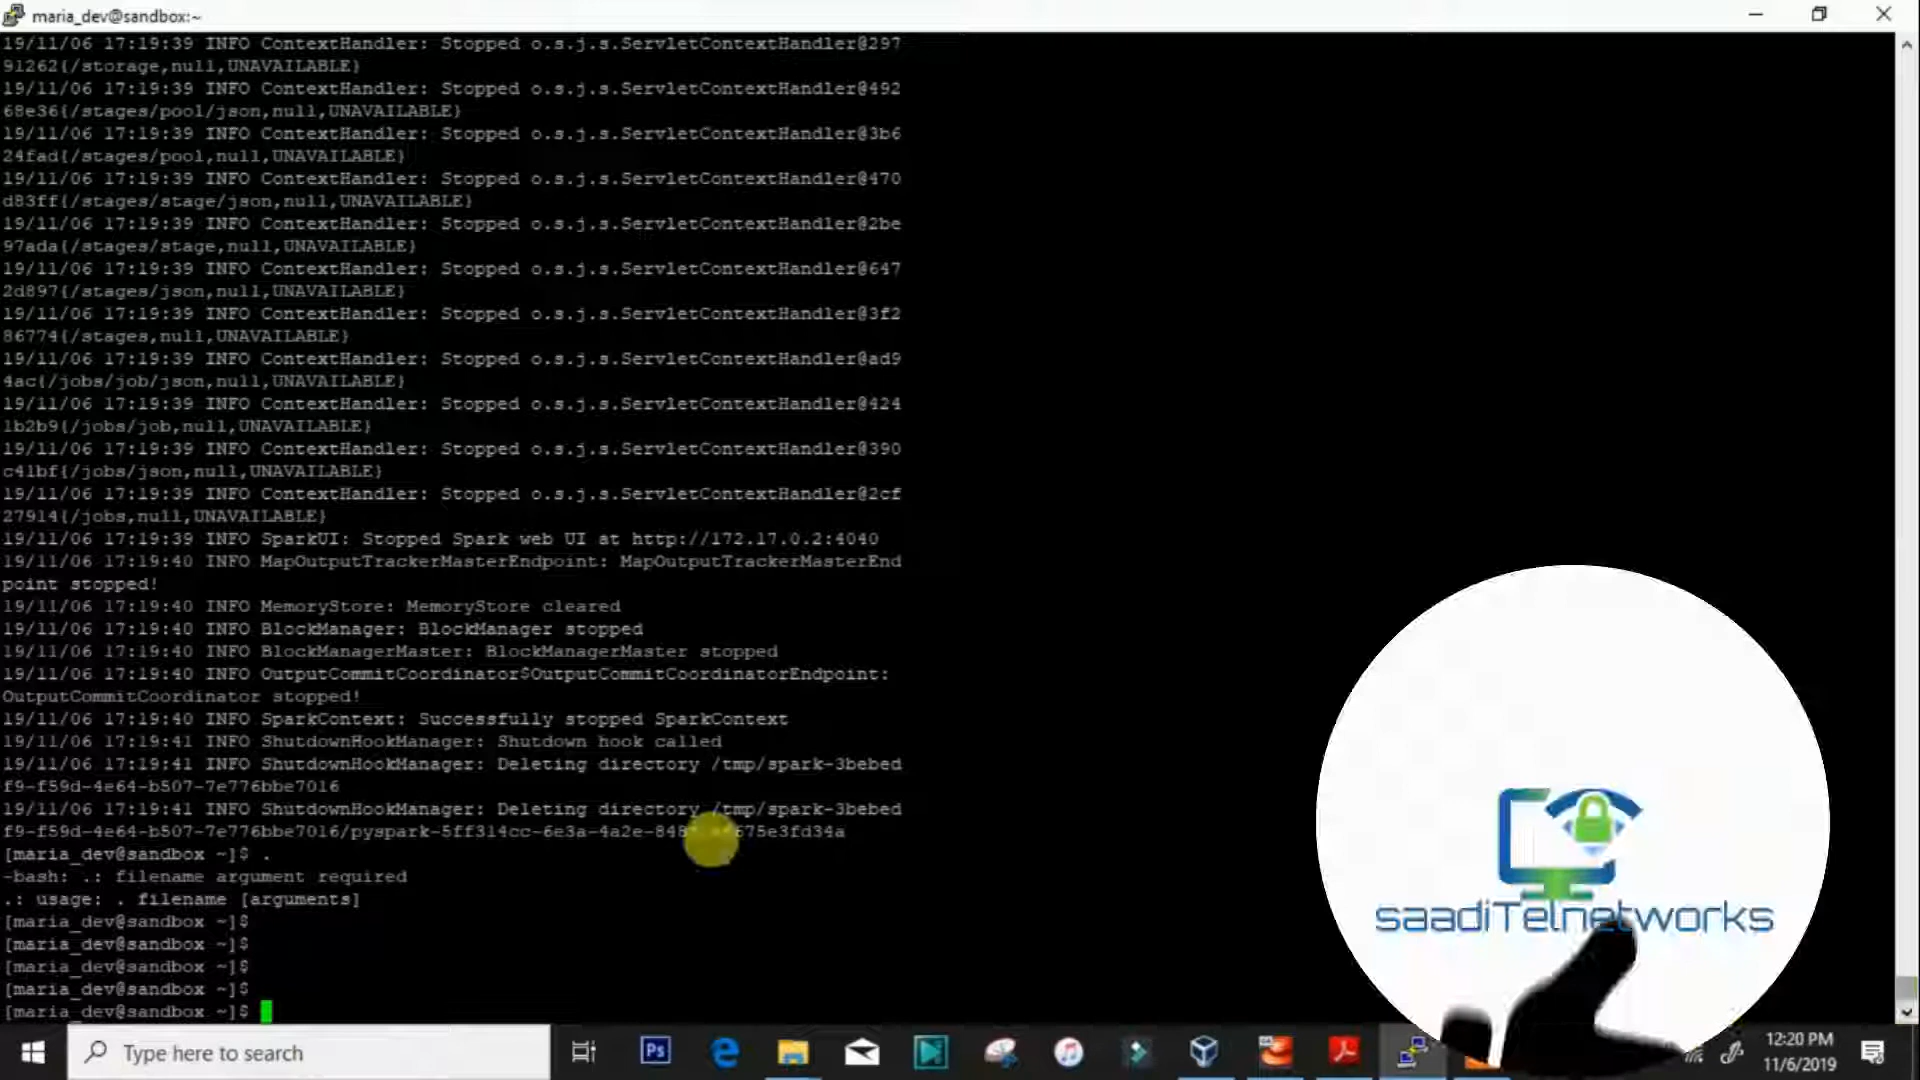 maria_dev@sandbox:~
19/11/06 17:19:39 INFO ContextHandler: Stopped o.s.j.s.ServletContextHandler@297
91262{/storage,null,UNAVAILABLE}
19/11/06 17:19:39 INFO ContextHandler: Stopped o.s.j.s.ServletContextHandler@492
68e36{/stages/pool/json,null,UNAVAILABLE}
19/11/06 17:19:39 INFO ContextHandler: Stopped o.s.j.s.ServletContextHandler@3b6
24fad{/stages/pool,null,UNAVAILABLE}
19/11/06 17:19:39 INFO ContextHandler: Stopped o.s.j.s.ServletContextHandler@470
d83ff{/stages/stage/json,null,UNAVAILABLE}
19/11/06 17:19:39 INFO ContextHandler: Stopped o.s.j.s.ServletContextHandler@2be
97ada{/stages/stage,null,UNAVAILABLE}
19/11/06 17:19:39 INFO ContextHandler: Stopped o.s.j.s.ServletContextHandler@647
2d897{/stages/json,null,UNAVAILABLE}
19/11/06 17:19:39 INFO ContextHandler: Stopped o.s.j.s.ServletContextHandler@3f2
86774{/stages,null,UNAVAILABLE}
19/11/06 17:19:39 INFO ContextHandler: Stopped o.s.j.s.ServletContextHandler@ad9
4ac{/jobs/job/json,null,UNAVAILABLE}
19/11/06 17:19:39 INFO ContextHandler: Stopped o.s.j.s.ServletContextHandler@424
1b2b9{/jobs/job,null,UNAVAILABLE}
19/11/06 17:19:39 INFO ContextHandler: Stopped o.s.j.s.ServletContextHandler@390
c41bf{/jobs/json,null,UNAVAILABLE}
19/11/06 17:19:39 INFO ContextHandler: Stopped o.s.j.s.ServletContextHandler@2cf
27914{/jobs,null,UNAVAILABLE}
19/11/06 17:19:39 INFO SparkUI: Stopped Spark web UI at http://172.17.0.2:4040
19/11/06 17:19:40 INFO MapOutputTrackerMasterEndpoint: MapOutputTrackerMasterEnd
point stopped!
19/11/06 17:19:40 INFO MemoryStore: MemoryStore cleared
19/11/06 17:19:40 INFO BlockManager: BlockManager stopped
19/11/06 17:19:40 INFO BlockManagerMaster: BlockManagerMaster stopped
19/11/06 17:19:40 INFO OutputCommitCoordinator$OutputCommitCoordinatorEndpoint:
OutputCommitCoordinator stopped!
19/11/06 17:19:40 INFO SparkContext: Successfully stopped SparkContext
19/11/06 17:19:41 INFO ShutdownHookManager: Shutdown hook called
19/11/06 17:19:41 INFO ShutdownHookManager: Deleting directory /tmp/spark-3bebed
f9-f59d-4e64-b507-7e776bbe7016
19/11/06 17:19:41 INFO ShutdownHookManager: Deleting directory /tmp/spark-3bebed
[maria_dev@sandbox ~]$ .
-bash: .: filename argument required
.: usage: . filename [arguments]
[maria_dev@sandbox ~]$
[maria_dev@sandbox ~]$
[maria_dev@sandbox ~]$
[maria_dev@sandbox ~]$
[maria_dev@sandbox ~]$
saadiTelnetworks
Type here to search
Ps
12:20 PM
11/6/2019